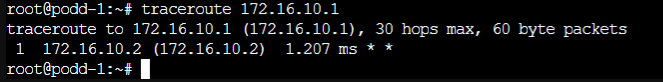 root@podd-1:~# traceroute 172.16.10.1
traceroute to 172.16.10.1 (172.16.10.1), 30 hops max, 60 byte packets
 1  172.16.10.2 (172.16.10.2)  1.207 ms * *
root@podd-1:~#